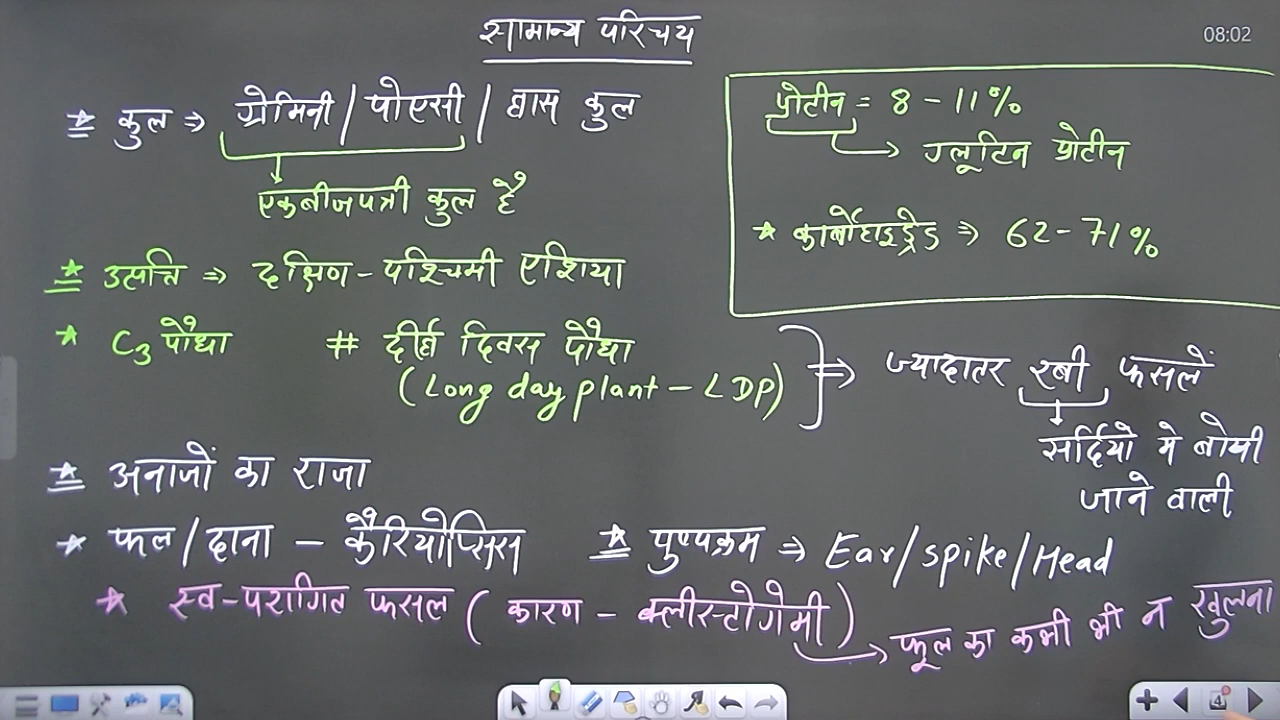 सामान्य परिचय
08:02
* कुल ⇒ ग्रेमिनी / पोएसी / घास कुल
एकबीजपत्री कुल है
प्रोटीन = 8 - 11%
ग्लूटिन प्रोटीन
* कार्बोहाइड्रेड ⇒ 62 - 71%
* उत्पत्ति ⇒ दक्षिण - पश्चिमी एशिया
* C3 पौधा # दीर्घ दिवस पौधा
(Long day plant - LDP)
⇒ ज्यादातर रबी फसलें
सर्दियो मे बोयी
जाने वाली
* अनाजों का राजा
* फल / दाना - कैरियोप्सिस * पुष्पक्रम ⇒ Ear/spike/Head
* स्व-परागित फसल ( कारण - क्लीस्टोगेमी)
→ फूल का कभी भी न खुलना
4